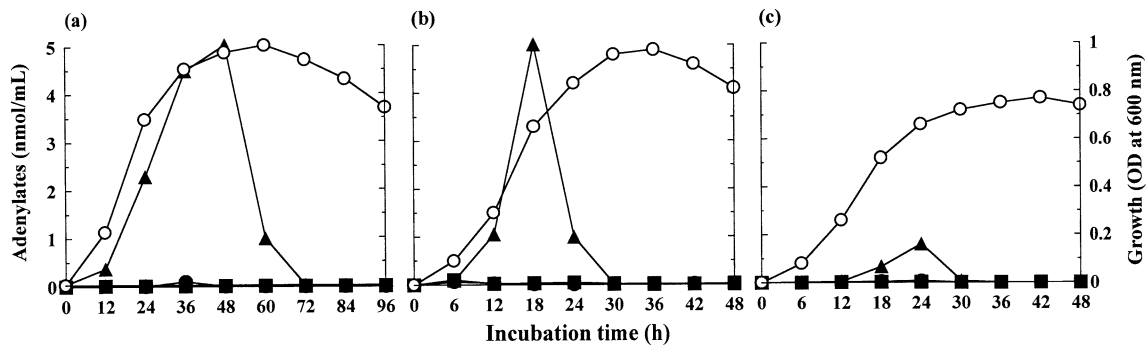 (a) (b) (c)
Adenylates (nmol/mL)
5
4
3
2
1
0
0 12 24 36 48 60 72 84 96
0 6 12 18 24 30 36 42 48
0 6 12 18 24 30 36 42 48
1
0.8
0.6
0.4
0.2
0
Growth (OD at 600 nm)
Incubation time (h)